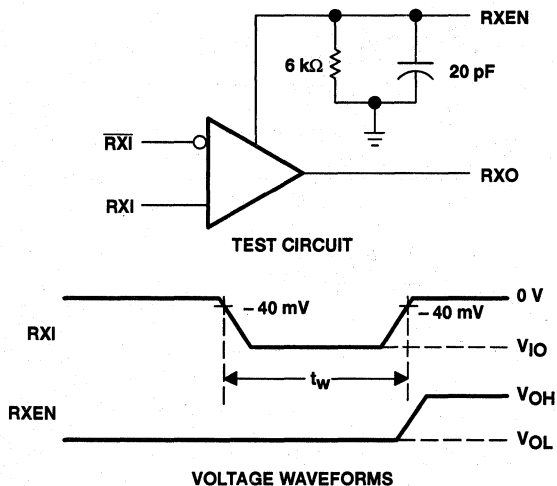 RXEN
6 kΩ
20 pF
R̅X̅I̅
RXI
RXO
TEST CIRCUIT
0 V
– 40 mV
– 40 mV
RXI
VIO
tw
RXEN
VOH
VOL
VOLTAGE WAVEFORMS